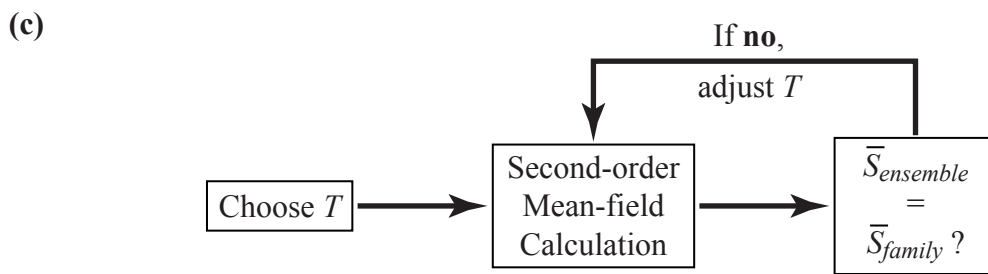 (c)
If no,
adjust T
Choose T
Second-order
Mean-field
Calculation
S̅ensemble
=
S̅family ?